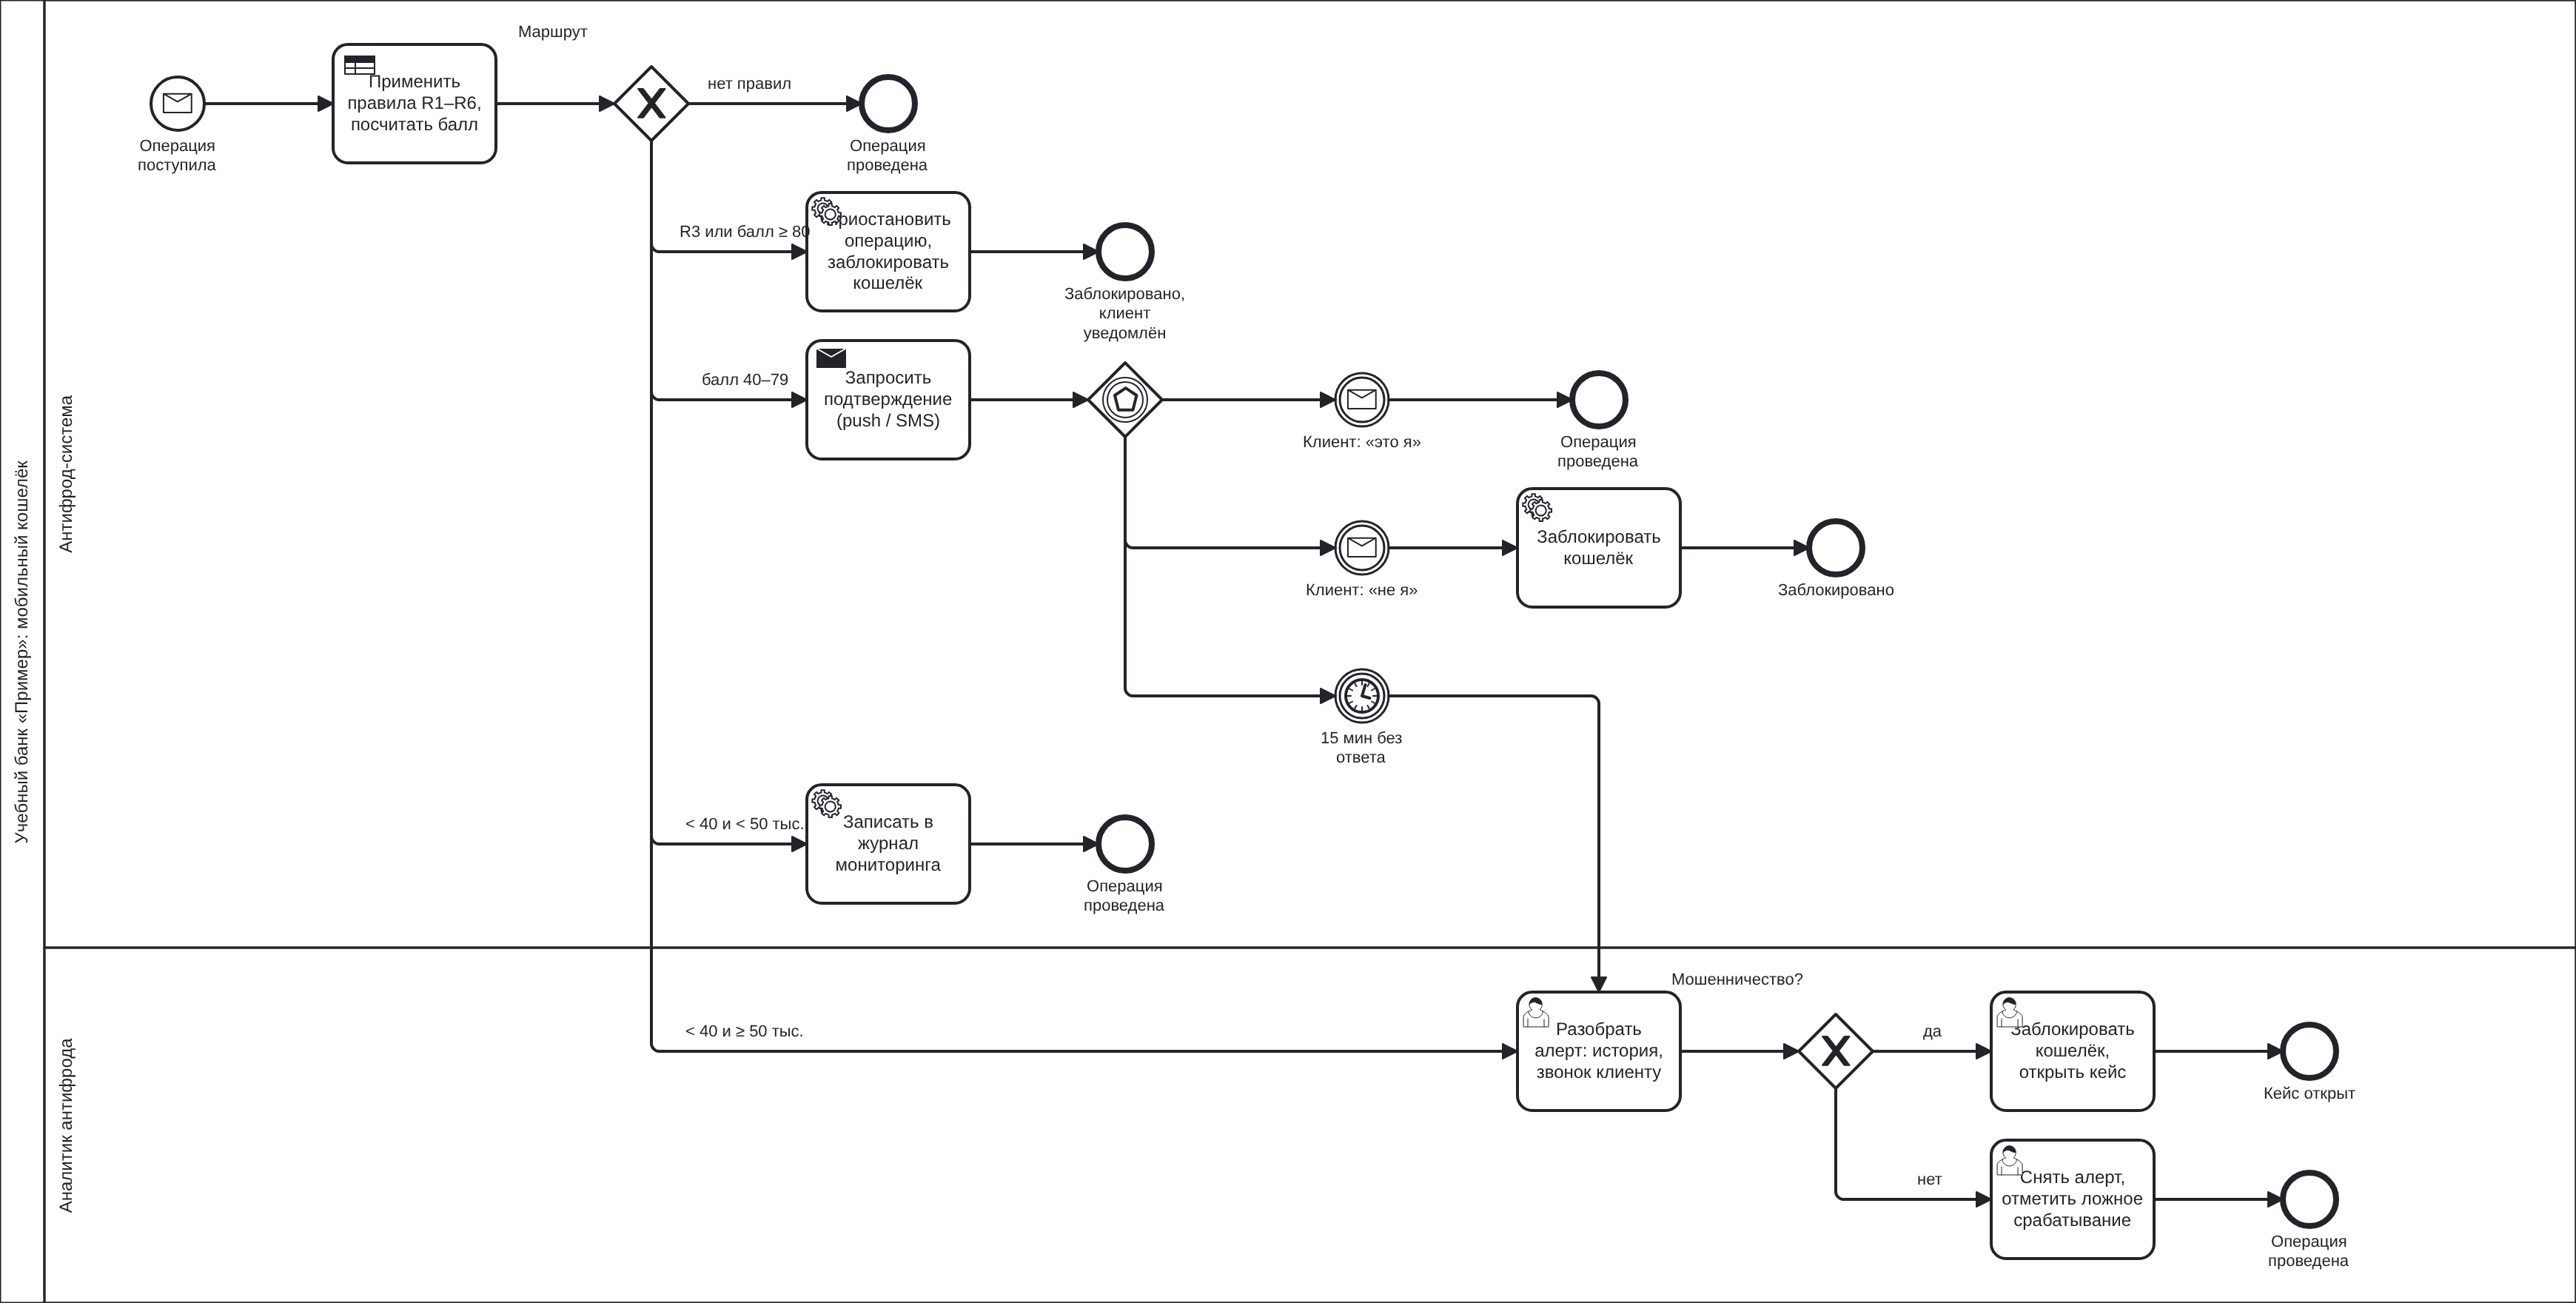 Учебный банк «Пример»: мобильный кошелёк
Антифрод-система
Маршрут
Операция
поступила
Применить
правила R1–R6,
посчитать балл
нет правил
Операция
проведена
R3 или балл ≥ 80
Приостановить
операцию,
заблокировать
кошелёк
Заблокировано,
клиент
уведомлён
балл 40–79
Запросить
подтверждение
(push / SMS)
Клиент: «это я»
Операция
проведена
Клиент: «не я»
Заблокировать
кошелёк
Заблокировано
15 мин без
ответа
< 40 и < 50 тыс.
Записать в
журнал
мониторинга
Операция
проведена
Аналитик антифрода
< 40 и ≥ 50 тыс.
Разобрать
алерт: история,
звонок клиенту
Мошенничество?
да
Заблокировать
кошелёк,
открыть кейс
Кейс открыт
нет
Снять алерт,
отметить ложное
срабатывание
Операция
проведена